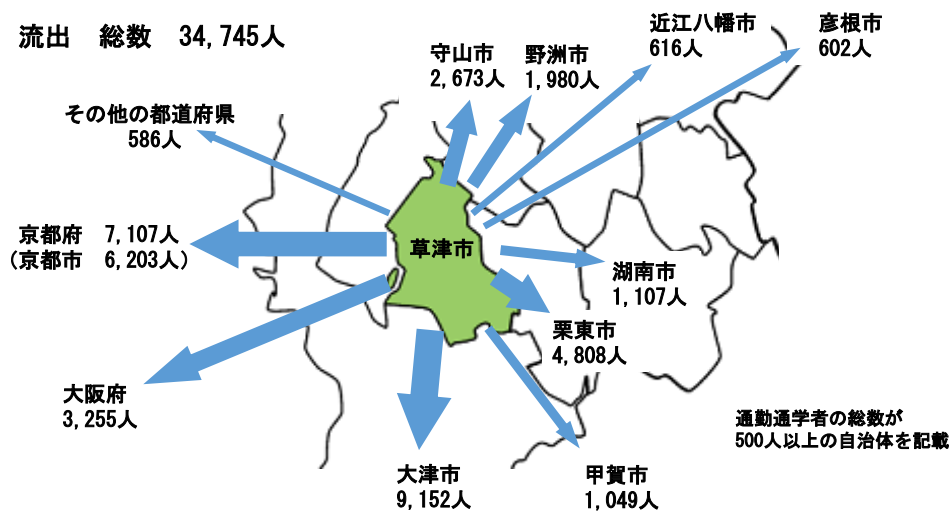 流出　総数　34,745人
守山市
2,673人
野洲市
1,980人
近江八幡市
616人
彦根市
602人
その他の都道府県
586人
京都府　7,107人
(京都市　6,203人)
草津市
湖南市
1,107人
栗東市
4,808人
大阪府
3,255人
大津市
9,152人
甲賀市
1,049人
通勤通学者の総数が
500人以上の自治体を記載